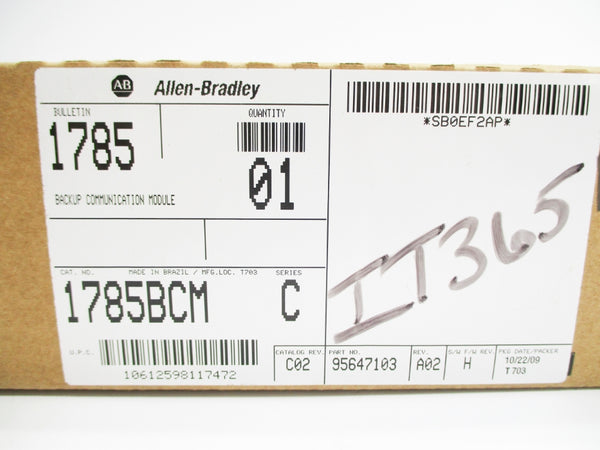 AB Allen-Bradley
BULLETIN
1785
QUANTITY
01
BACKUP COMMUNICATION MODULE
*SB0EF2AP*
IT365
CAT. NO. MADE IN BRAZIL / MFG.LOC. T703 SERIES
1785BCM C
U.P.C.
10612598117472
CATALOG REV. PART NO. REV. S/W F/W REV. PKG DATE/PACKER
C02 95647103 A02 H 10/22/09
T703